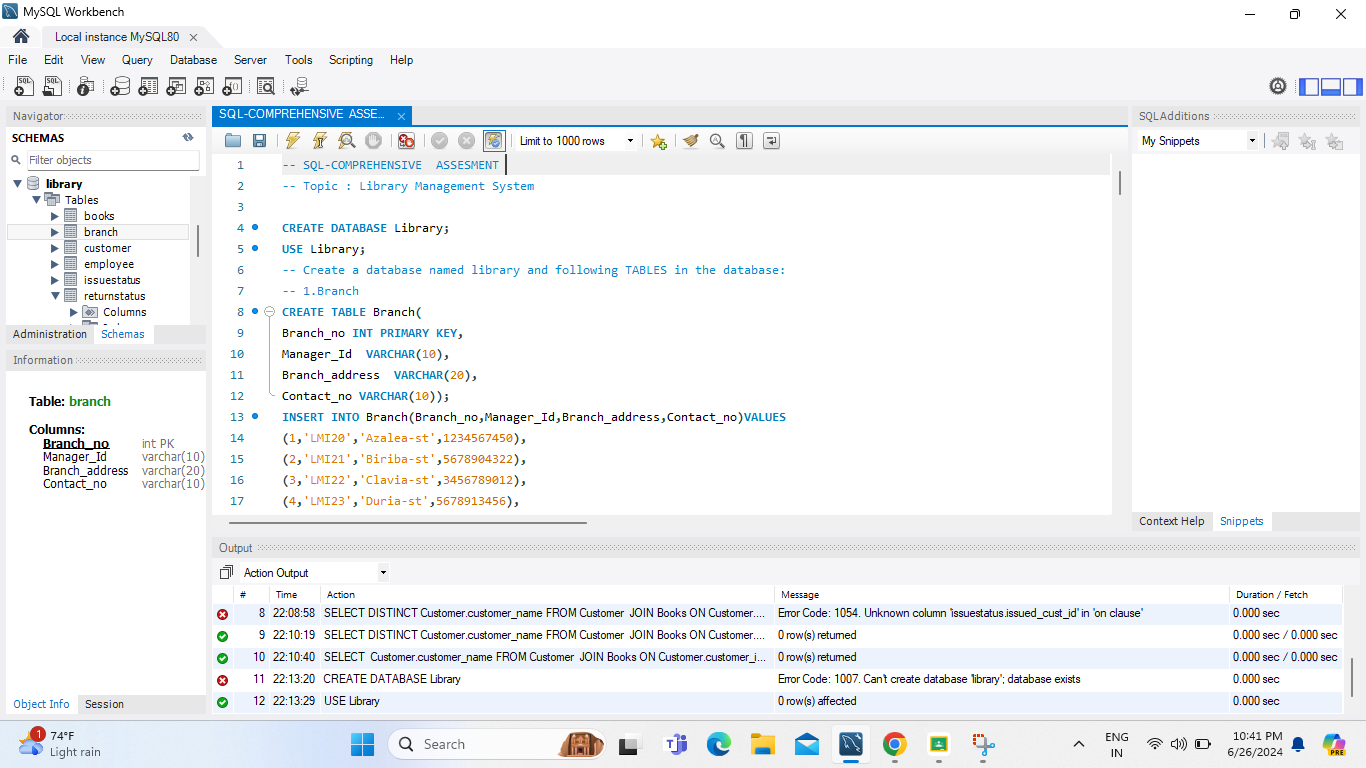 MySQL Workbench
Local instance MySQL80
File Edit View Query Database Server Tools Scripting Help
Navigator
SCHEMAS
Filter objects
library
Tables
books
branch
customer
employee
issuestatus
returnstatus
Columns
Administration Schemas
Information
Table: branch
Columns:
Branch_no int PK
Manager_Id varchar(10)
Branch_address varchar(20)
Contact_no varchar(10)
Object Info Session
SQL-COMPREHENSIVE ASSE...
Limit to 1000 rows
1 -- SQL-COMPREHENSIVE  ASSESMENT
2 -- Topic : Library Management System
3
4 CREATE DATABASE Library;
5 USE Library;
6 -- Create a database named library and following TABLES in the database:
7 -- 1.Branch
8 CREATE TABLE Branch(
9 Branch_no INT PRIMARY KEY,
10 Manager_Id  VARCHAR(10),
11 Branch_address  VARCHAR(20),
12 Contact_no VARCHAR(10));
13 INSERT INTO Branch(Branch_no,Manager_Id,Branch_address,Contact_no)VALUES
14 (1,'LMI20','Azalea-st',1234567450),
15 (2,'LMI21','Biriba-st',5678904322),
16 (3,'LMI22','Clavia-st',3456789012),
17 (4,'LMI23','Duria-st',5678913456),
SQLAdditions
My Snippets
Context Help Snippets
Output
Action Output
# Time Action Message Duration / Fetch
8 22:08:58 SELECT DISTINCT Customer.customer_name FROM Customer  JOIN Books ON Customer.... Error Code: 1054. Unknown column 'issuestatus.issued_cust_id' in 'on clause' 0.000 sec
9 22:10:19 SELECT DISTINCT Customer.customer_name FROM Customer  JOIN Books ON Customer.... 0 row(s) returned 0.000 sec / 0.000 sec
10 22:10:40 SELECT  Customer.customer_name FROM Customer  JOIN Books ON Customer.customer_i... 0 row(s) returned 0.000 sec / 0.000 sec
11 22:13:20 CREATE DATABASE Library Error Code: 1007. Can't create database 'library'; database exists 0.000 sec
12 22:13:29 USE Library 0 row(s) affected 0.000 sec
1
74°F
Light rain
Search
ENG
IN
10:41 PM
6/26/2024
PRE